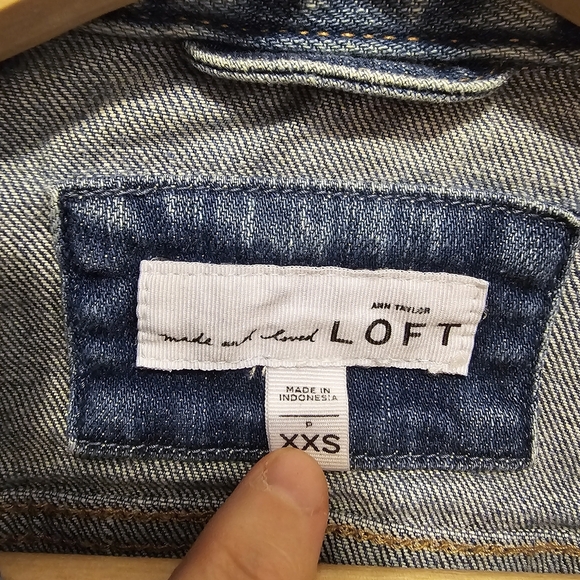 ANN TAYLOR
made and loved LOFT
MADE IN
INDONESIA
P
XXS